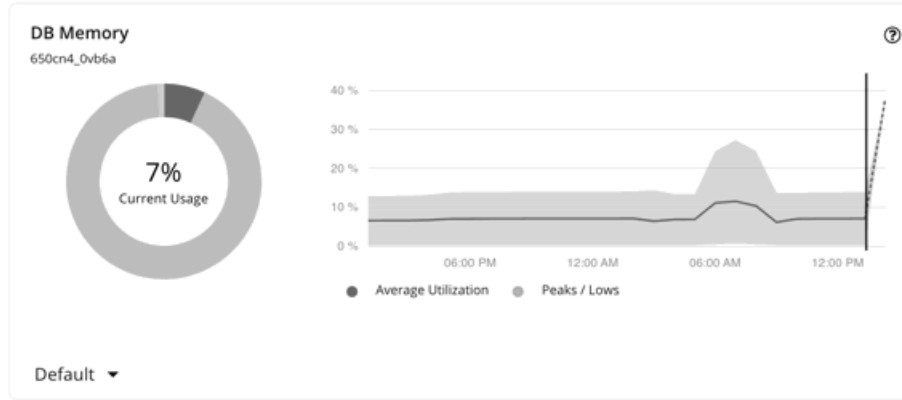 DB Memory
650cn4_0vb6a
?
7%
Current Usage
40 %
30 %
20 %
10 %
0 %
06:00 PM 12:00 AM 06:00 AM 12:00 PM
Average Utilization Peaks / Lows
Default